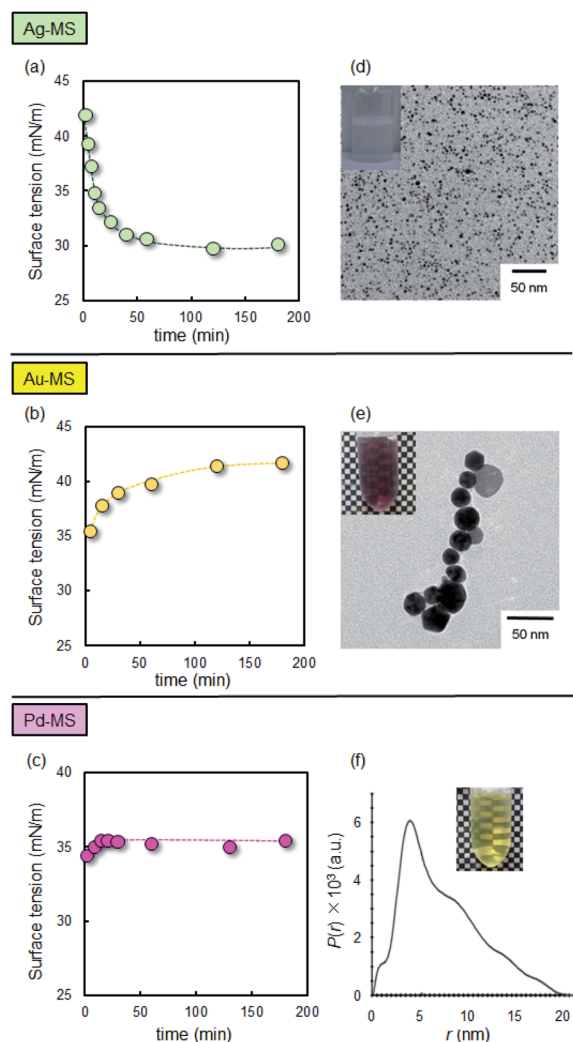 Ag-MS
(a)
45
40
35
30
25
0
50
100
150
200
Surface tension (mN/m)
time (min)
(d)
50 nm
Au-MS
(b)
45
40
35
30
25
0
50
100
150
200
Surface tension (mN/m)
time (min)
(e)
50 nm
Pd-MS
(c)
40
35
30
25
0
50
100
150
200
Surface tension (mN/m)
time (min)
(f)
6
4
2
0
0
5
10
15
20
P(r) ×10³ (a.u.)
r (nm)